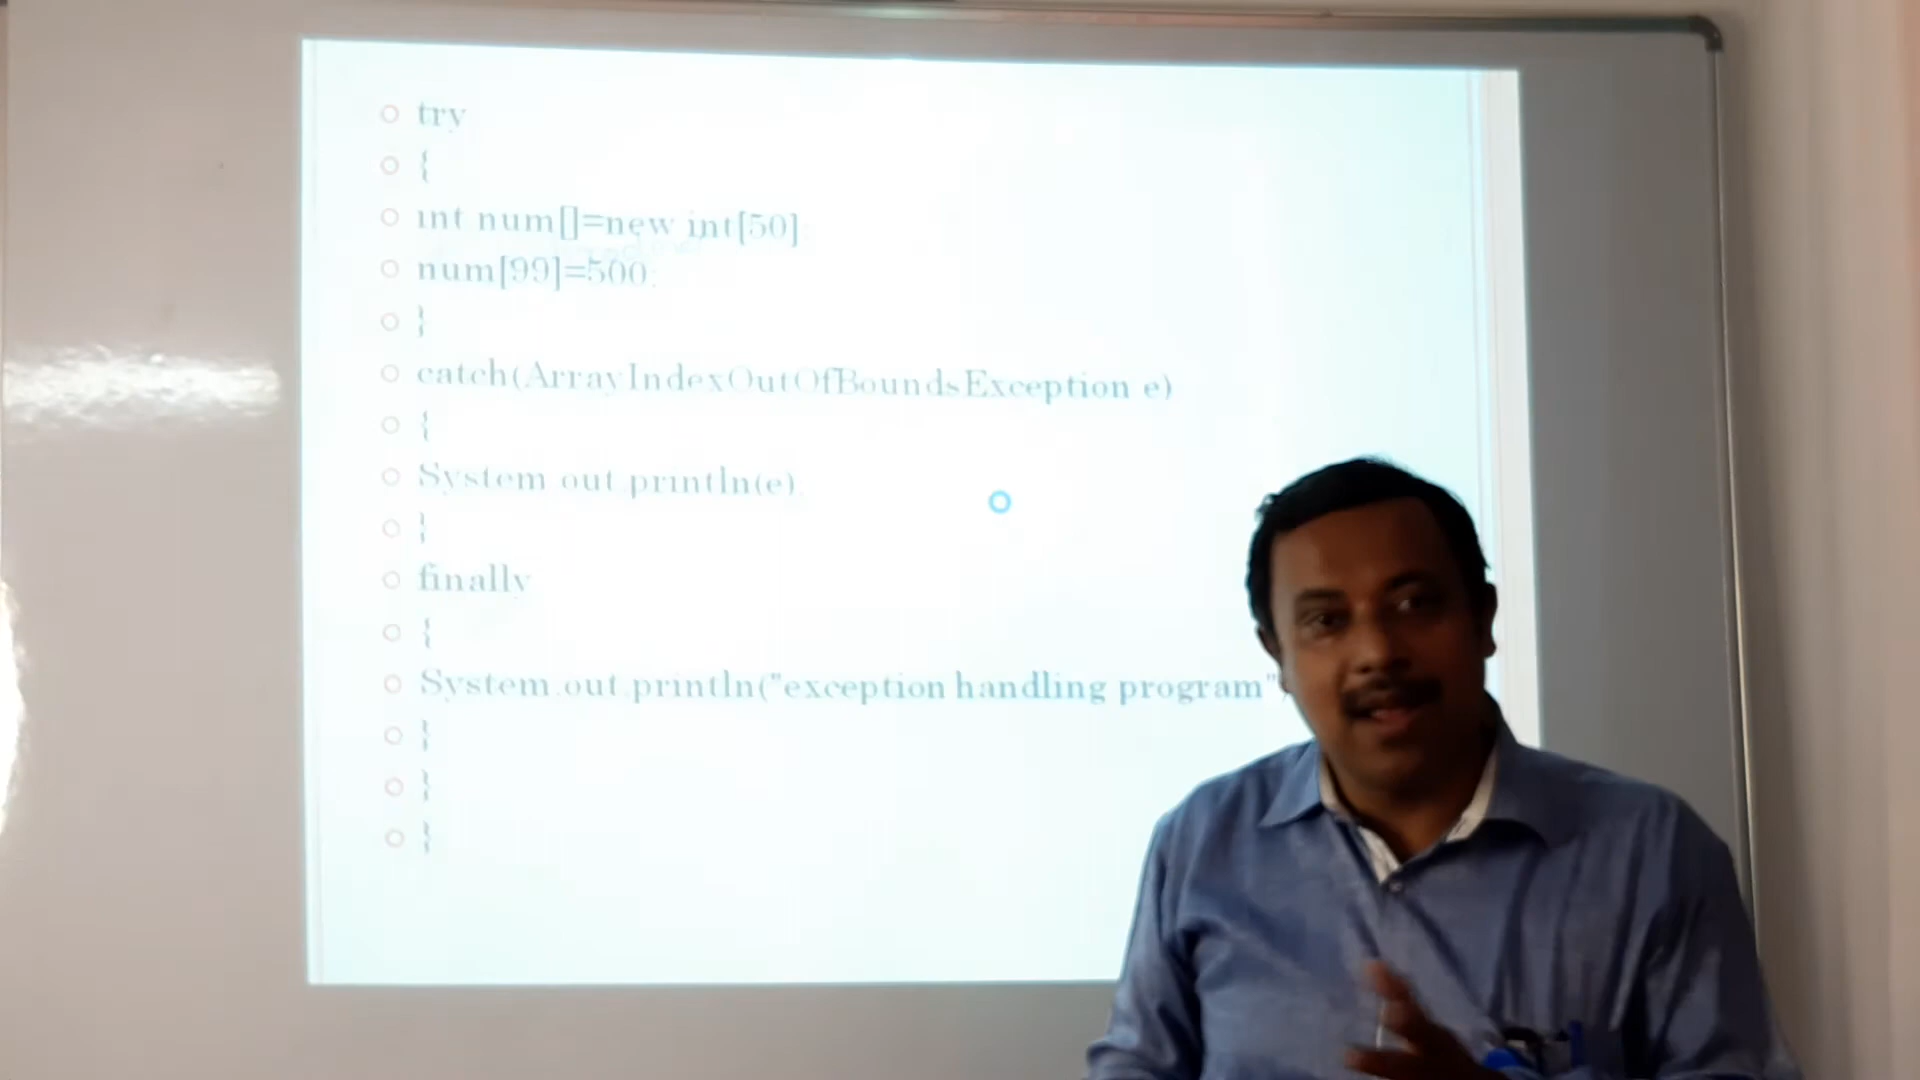 try
{
int num[]=new int[50]
num[99]=500;
}
catch(ArrayIndexOutOfBoundsException e)
{
System.out.println(e);
}
finally
{
System.out.println("exception handling program")
}
}
}